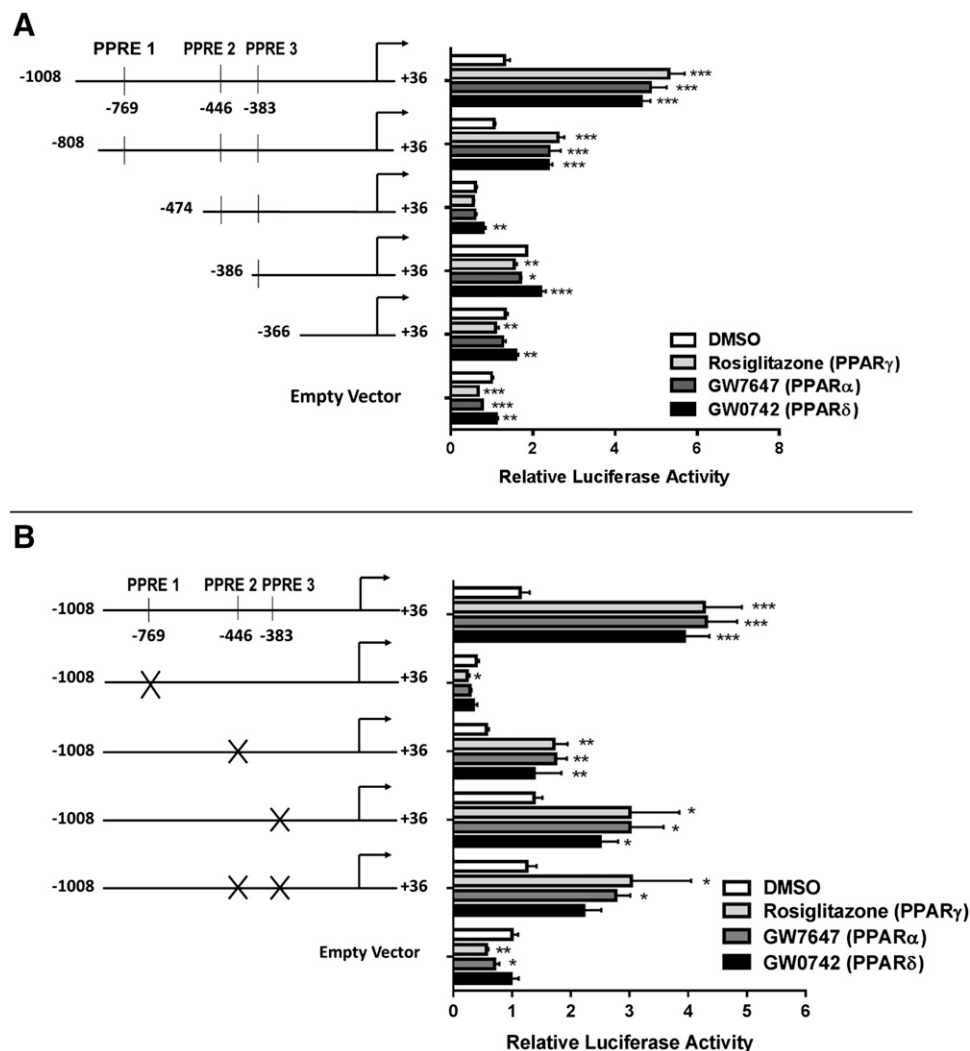 A
PPRE 1 PPRE 2 PPRE 3
-1008 +36 ***
-769 -446 -383 ***
***
-808 +36 ***
***
***
-474 +36
**
-386 +36 **
*
***
-366 +36 **
**
Empty Vector ***
***
**
DMSO
Rosiglitazone (PPARγ)
GW7647 (PPARα)
GW0742 (PPARδ)
0 2 4 6 8
Relative Luciferase Activity
B
PPRE 1 PPRE 2 PPRE 3
-1008 +36 ***
-769 -446 -383 ***
***
-1008 +36 *
-1008 +36 **
**
**
-1008 +36 *
*
*
-1008 +36 *
*
Empty Vector **
*
DMSO
Rosiglitazone (PPARγ)
GW7647 (PPARα)
GW0742 (PPARδ)
0 1 2 3 4 5 6
Relative Luciferase Activity